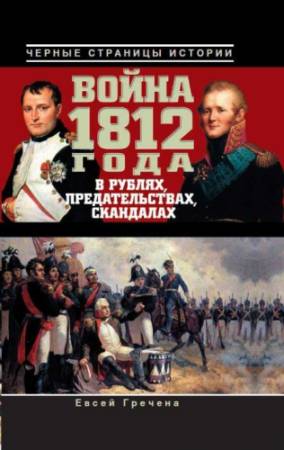 ЧЕРНЫЕ СТРАНИЦЫ ИСТОРИИ
ВОЙНА
1812
ГОДА
В РУБЛЯХ,
ПРЕДАТЕЛЬСТВАХ,
СКАНДАЛАХ
Евсей Гречена